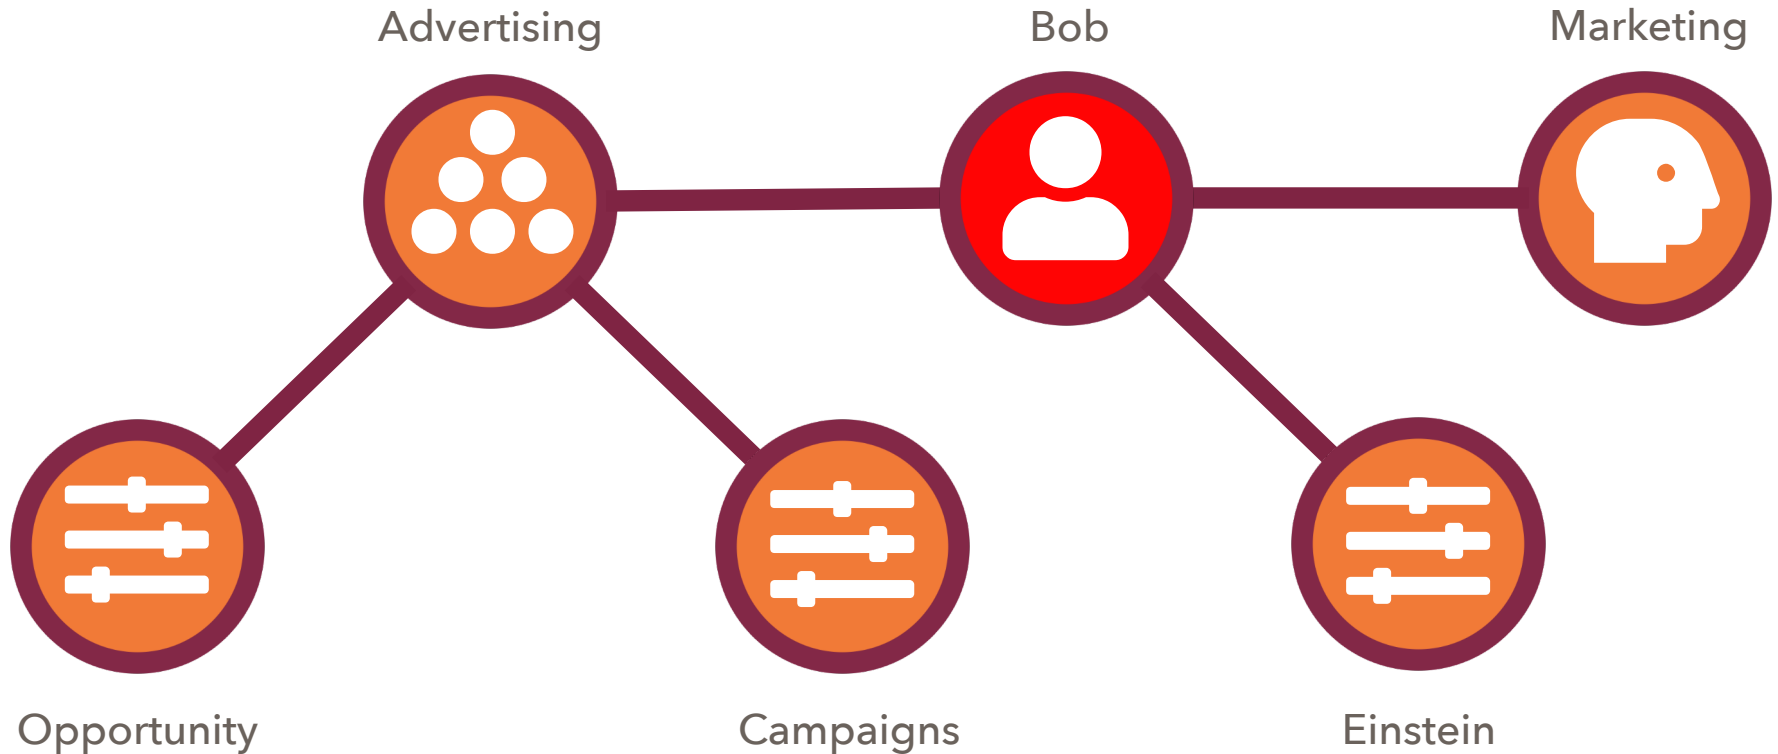 Advertising
Bob
Marketing
Opportunity
Campaigns
Einstein